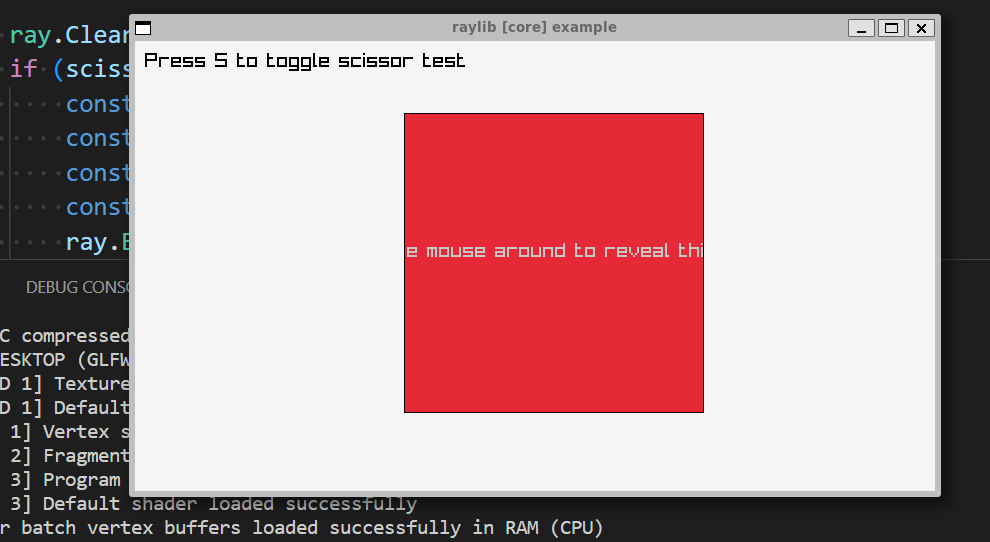 ray.Clear
if (sciss
const
const
const
const
ray.
raylib [core] example
Press S to toggle scissor test
e mouse around to reveal thi
DEBUG CONSO
C compressed
ESKTOP (GLFW
D 1] Texture
D 1] Default
1] Vertex s
2] Fragment
3] Program
3] Default shader loaded successfully
r batch vertex buffers loaded successfully in RAM (CPU)